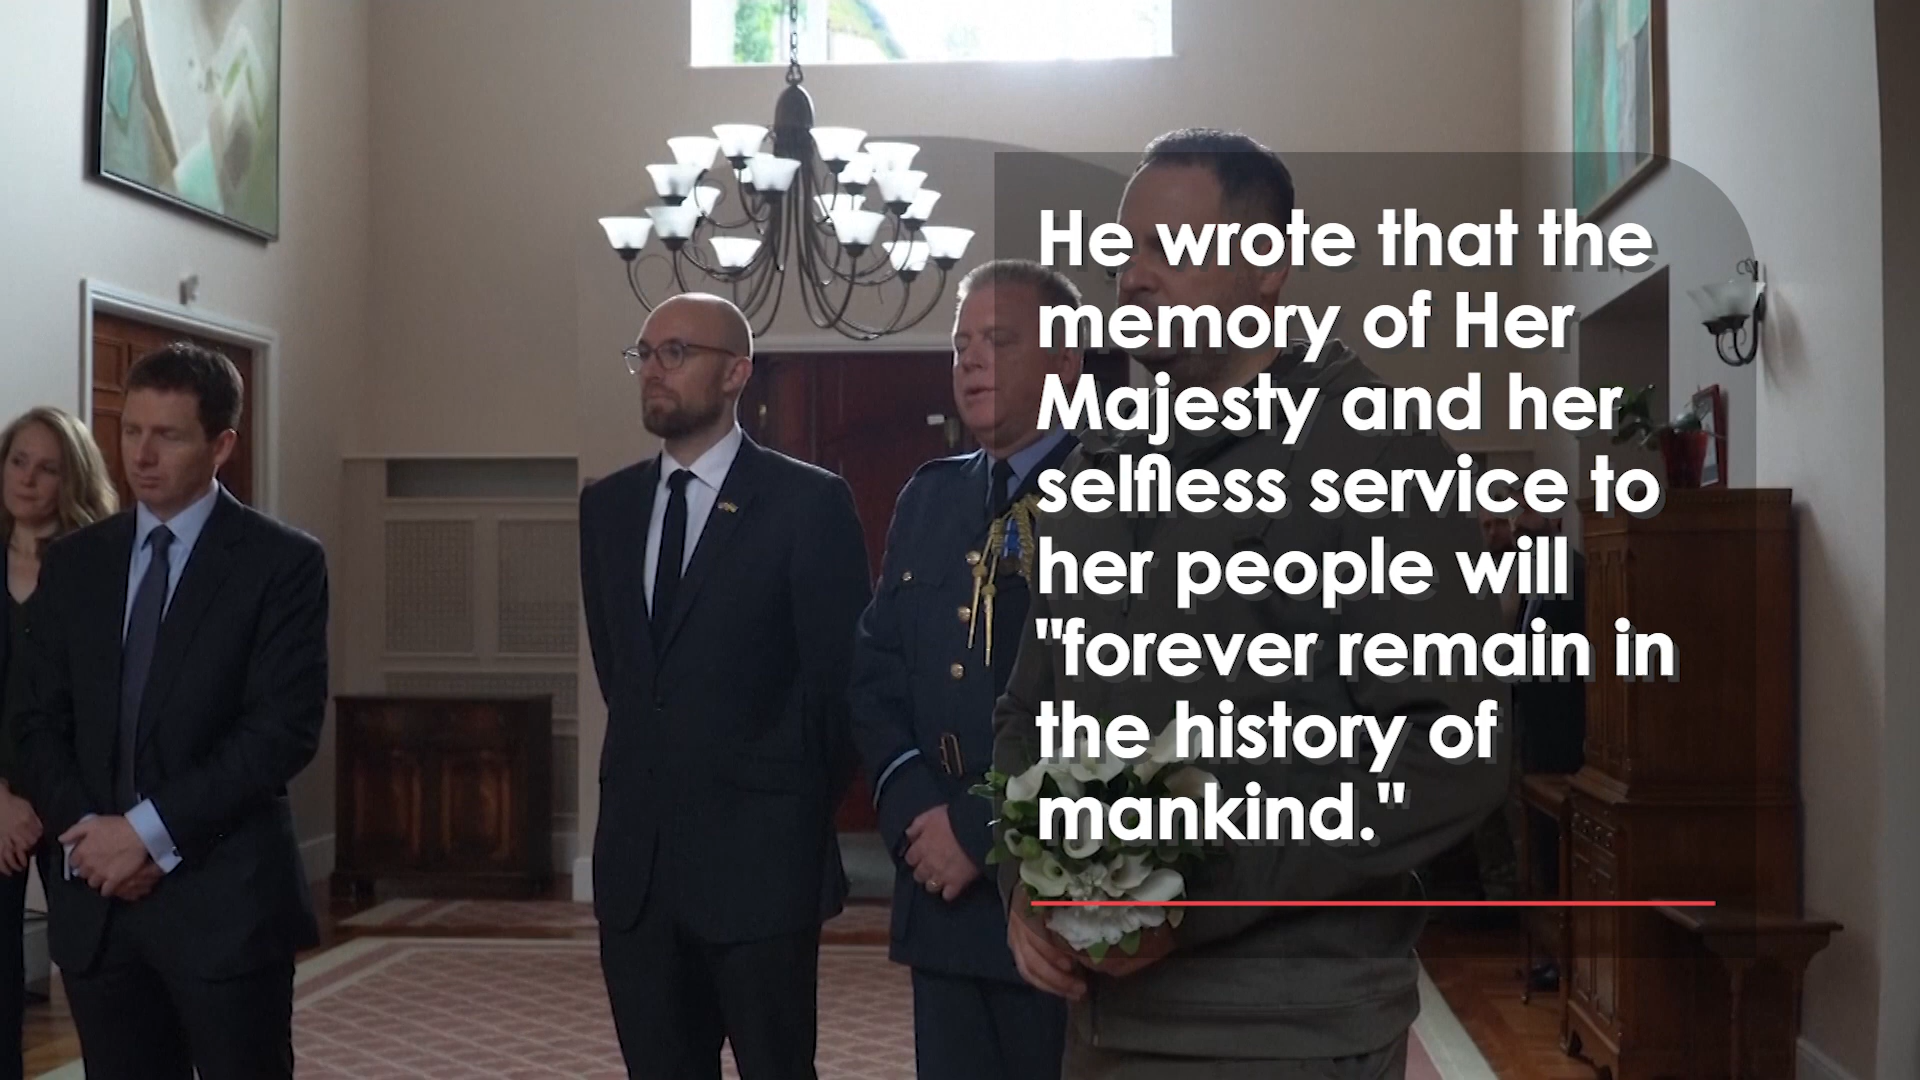 He wrote that the
memory of Her
Majesty and her
selfless service to
her people will
"forever remain in
the history of
mankind."